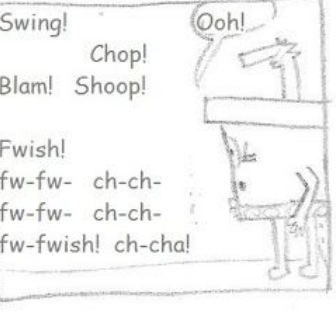 Swing!
Ooh!
Chop!
Blam! Shoop!
Fwish!
fw-fw- ch-ch-
fw-fw- ch-ch-
fw-fwish! ch-cha!